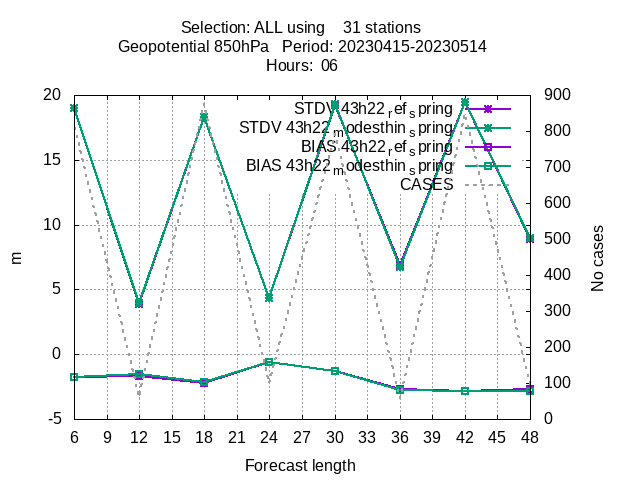 Selection: ALL using    31 stations
Geopotential 850hPa   Period: 20230415-20230514
Hours:  06
STDV 43h22_ref_spring
STDV 43h22_modesthin_spring
BIAS 43h22_ref_spring
BIAS 43h22_modesthin_spring
CASES
20
15
10
5
0
-5
m
900
800
700
600
500
400
300
200
100
0
No cases
6 9 12 15 18 21 24 27 30 33 36 39 42 45 48
Forecast length